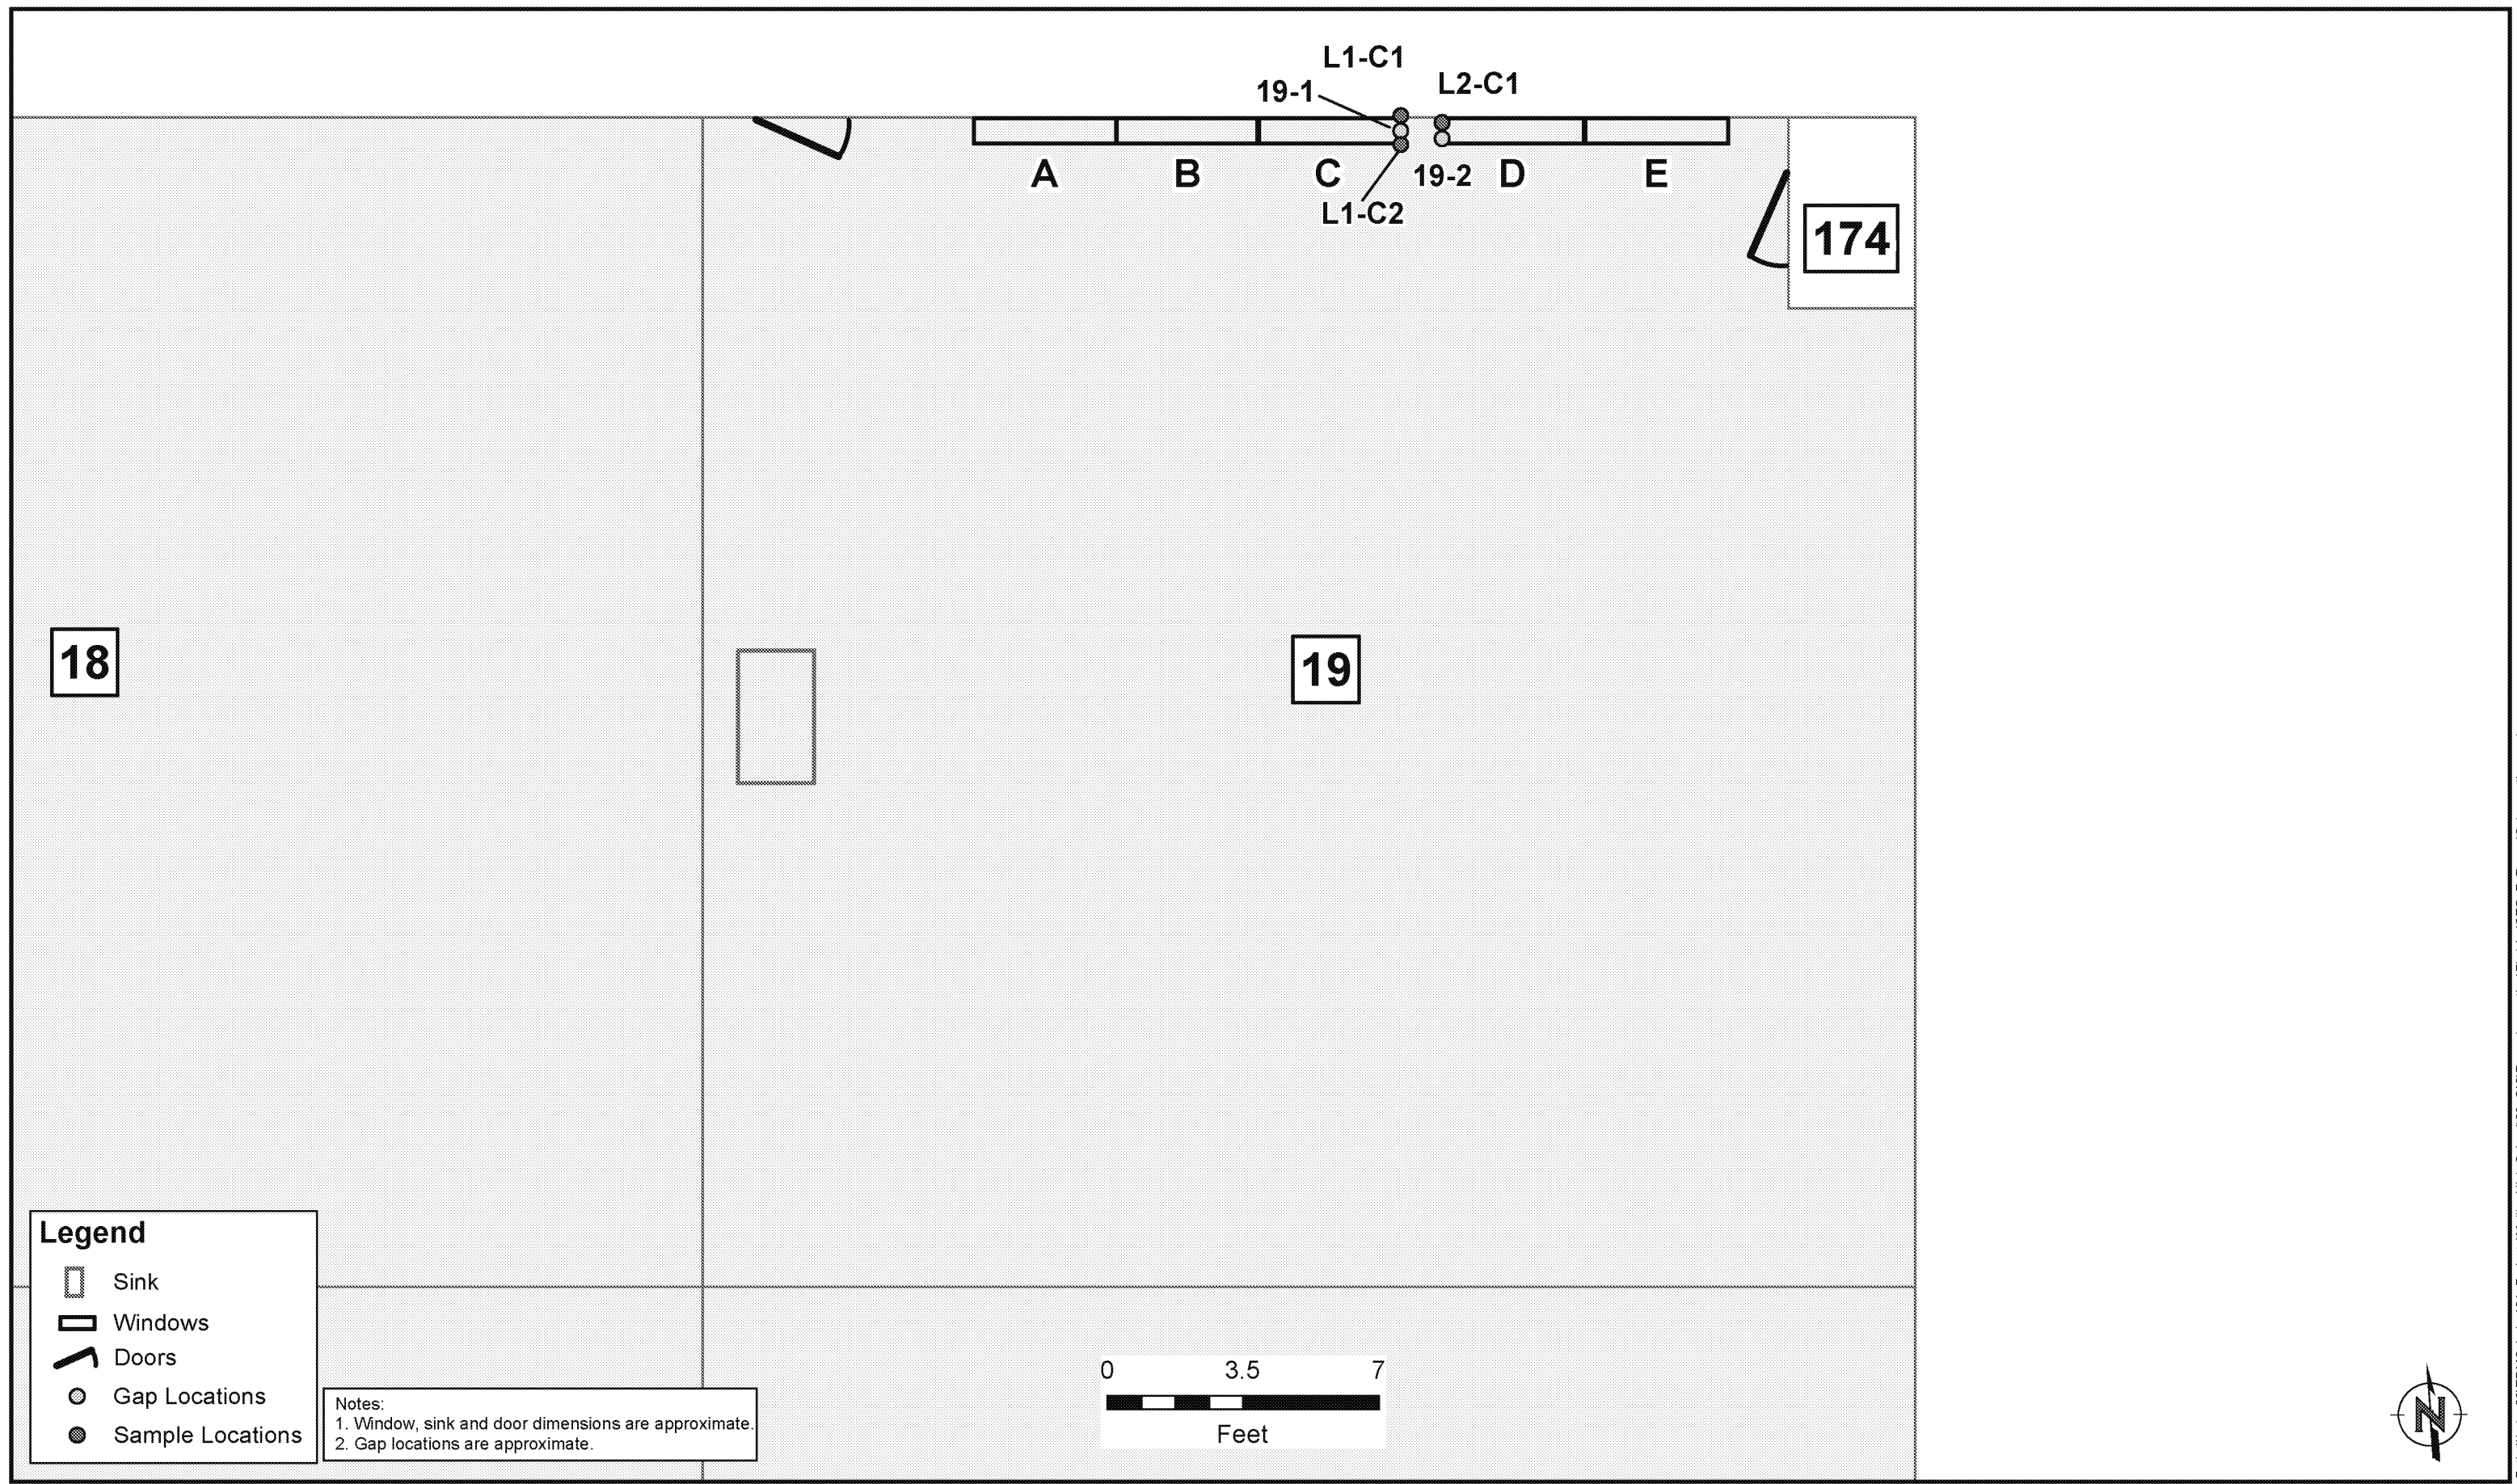 L1-C1
L2-C1
19-1
A
B
C
19-2
D
E
L1-C2
174
18
19
Legend
Sink
Windows
Doors
Gap Locations
Sample Locations
Notes:
1. Window, sink and door dimensions are approximate.
2. Gap locations are approximate.
0 3.5 7
Feet
N